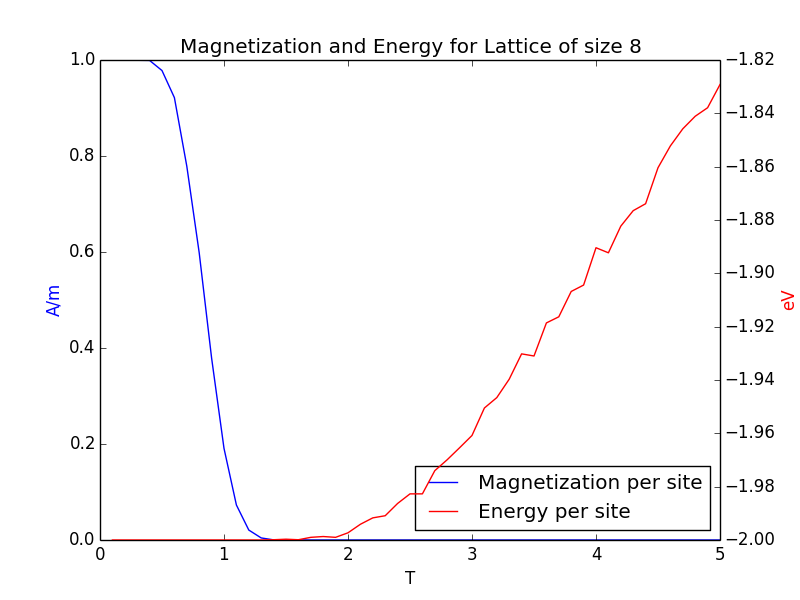 Magnetization and Energy for Lattice of size 8
1.0
0.8
0.6
0.4
0.2
0.0
A/m
−1.82
−1.84
−1.86
−1.88
−1.90
−1.92
−1.94
−1.96
−1.98
−2.00
eV
Magnetization per site
Energy per site
0 1 2 3 4 5
T